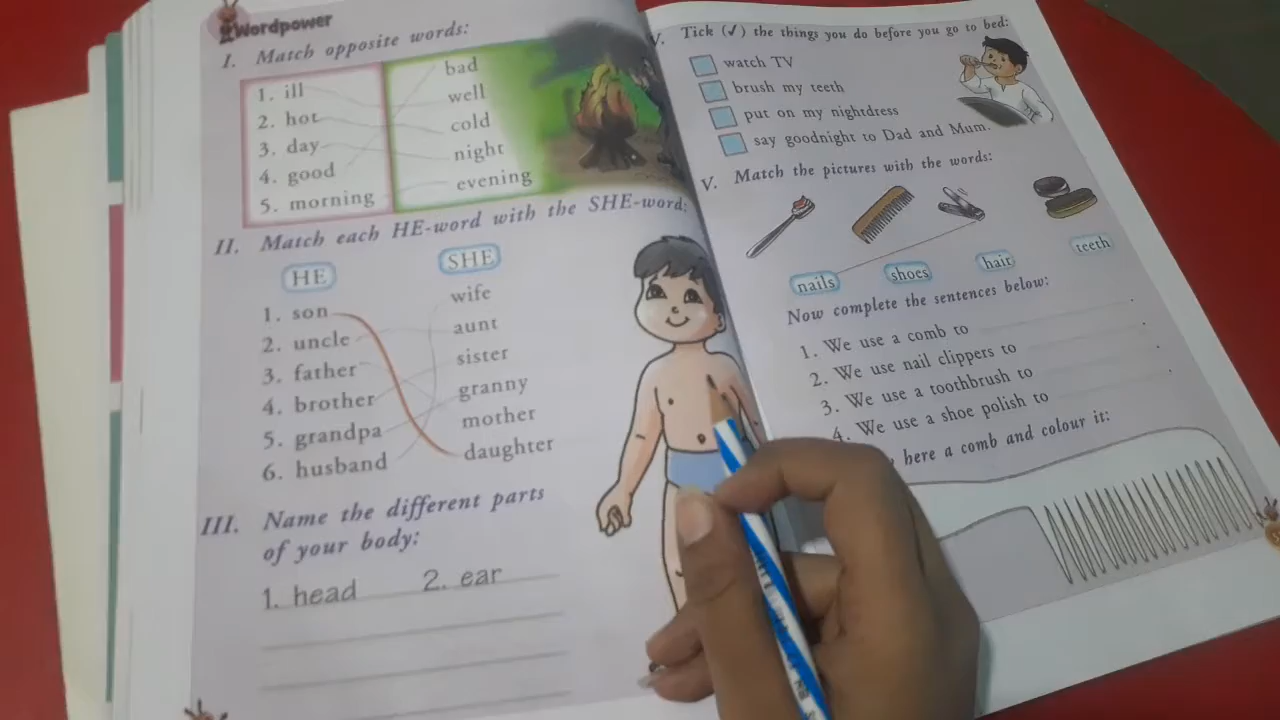 Wordpower
I. Match opposite words:
1. ill
2. hot
3. day
4. good
5. morning
bad
well
cold
night
evening
II. Match each HE-word with the SHE-word:
HE
SHE
1. son
2. uncle
3. father
4. brother
5. grandpa
6. husband
wife
aunt
sister
granny
mother
daughter
III. Name the different parts
of your body:
1. head 2. ear
V. Tick (✓) the things you do before you go to bed:
watch TV
brush my teeth
put on my nightdress
say goodnight to Dad and Mum.
V. Match the pictures with the words:
nails shoes hair teeth
Now complete the sentences below:
1. We use a comb to .
2. We use nail clippers to .
3. We use a toothbrush to .
4. We use a shoe polish to .
here a comb and colour it: